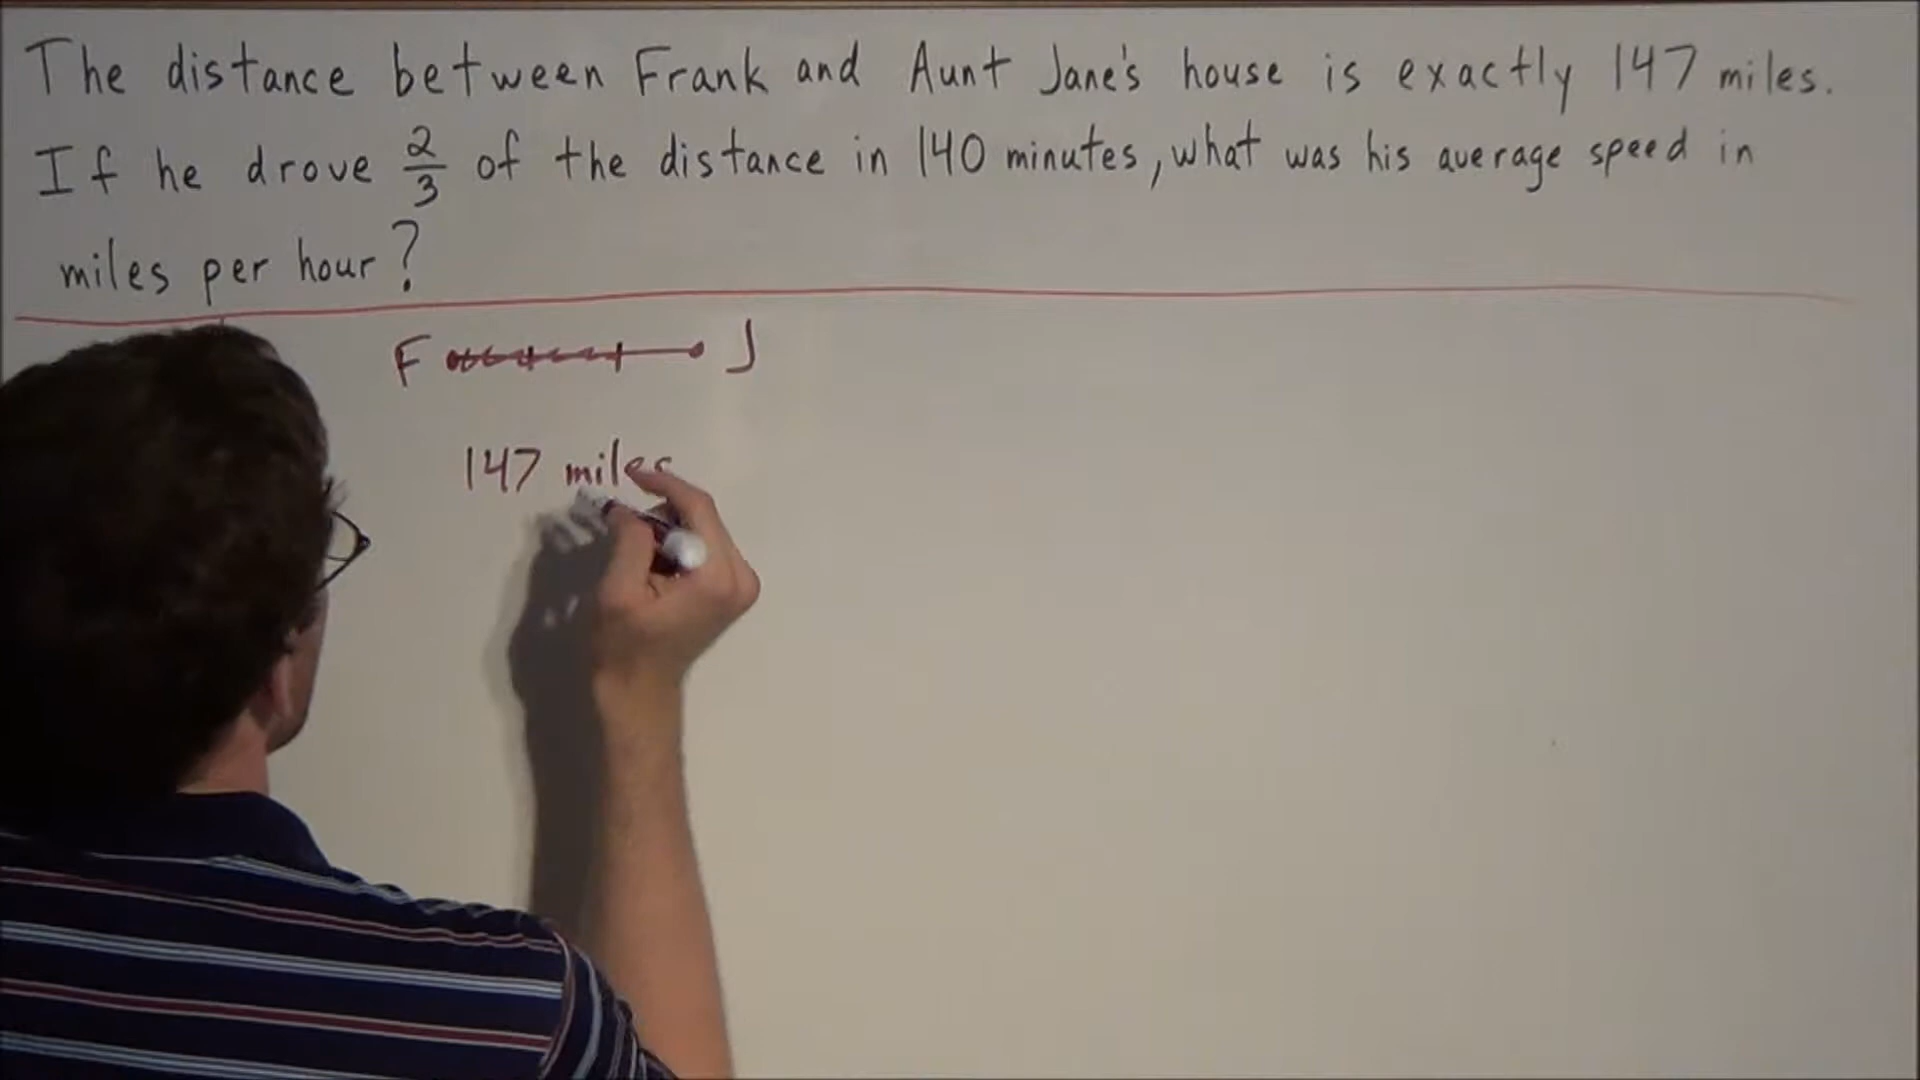 The distance between Frank and Aunt Jane's house is exactly 147 miles.
If he drove 2/3 of the distance in 140 minutes, what was his average speed in
miles per hour?
F J
147 miles